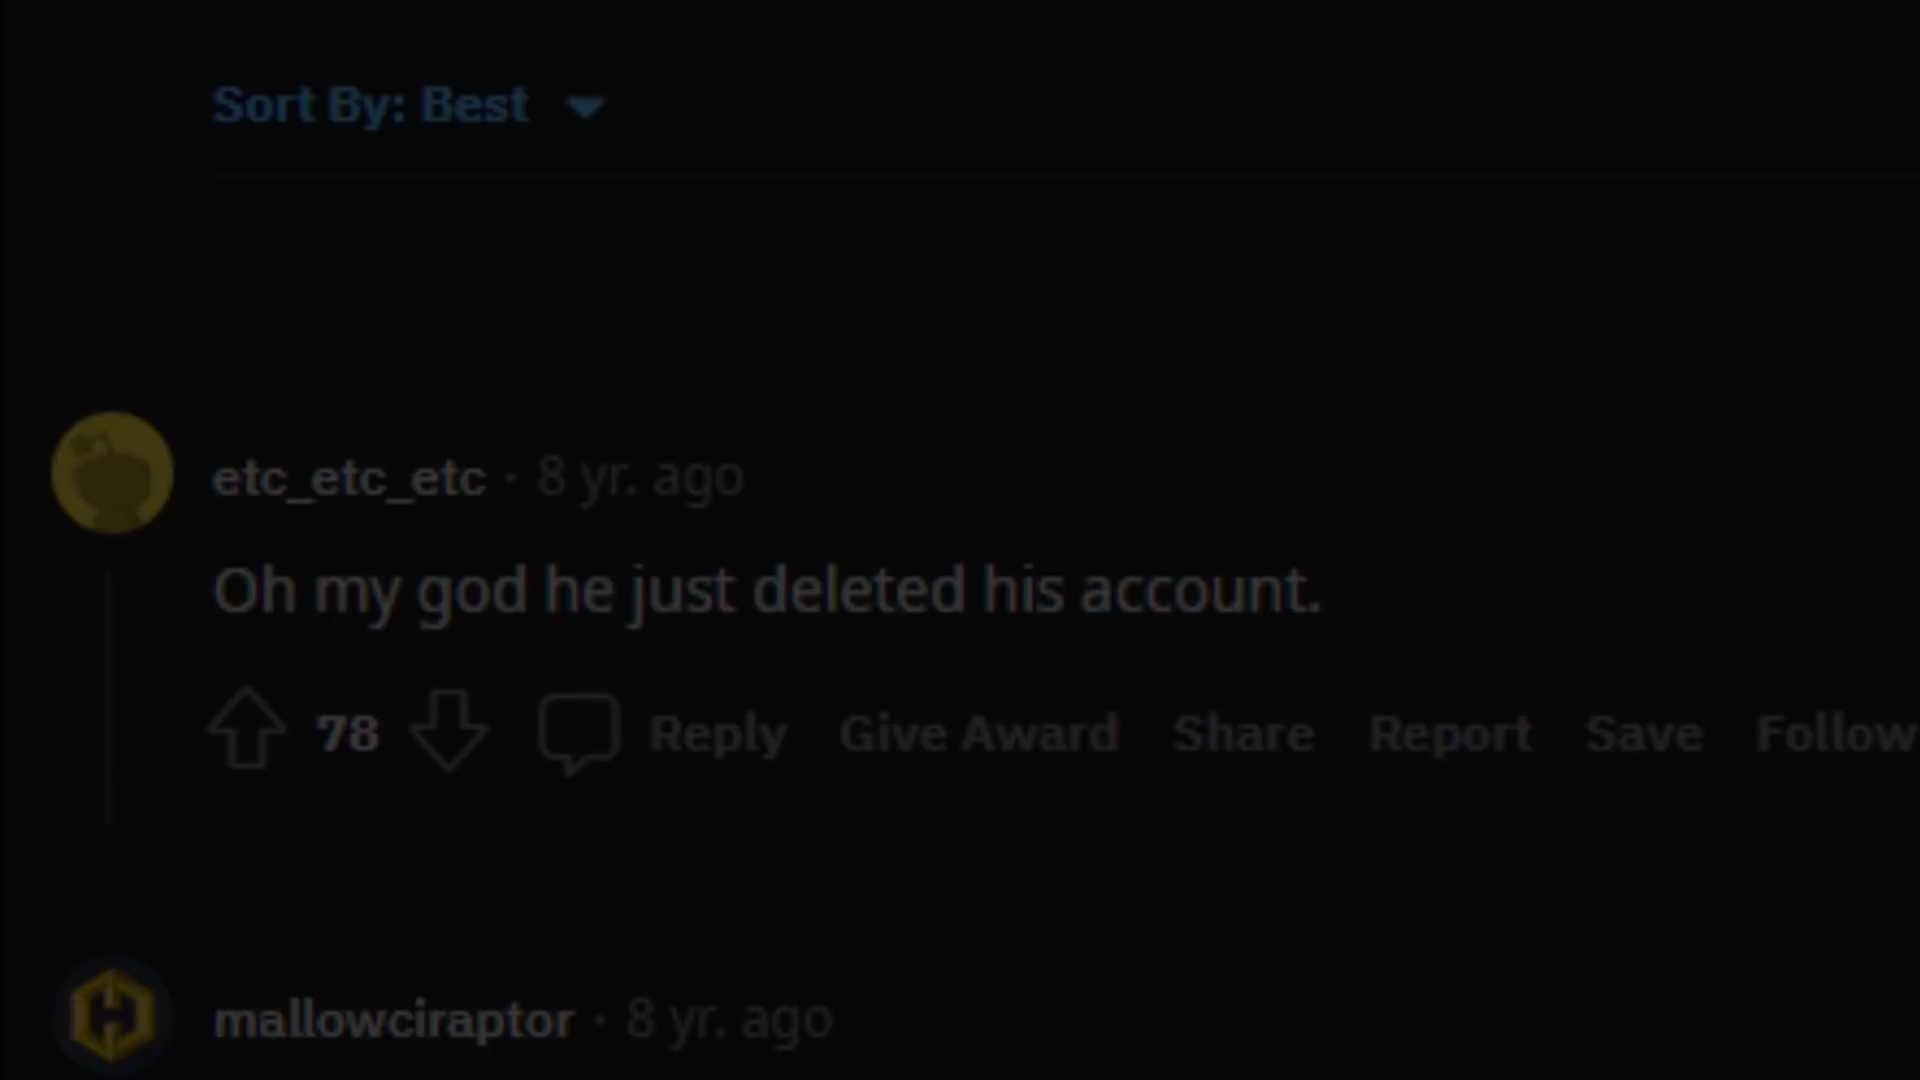 Sort By: Best
etc_etc_etc · 8 yr. ago
Oh my god he just deleted his account.
78 Reply Give Award Share Report Save Follow
mallowciraptor · 8 yr. ago